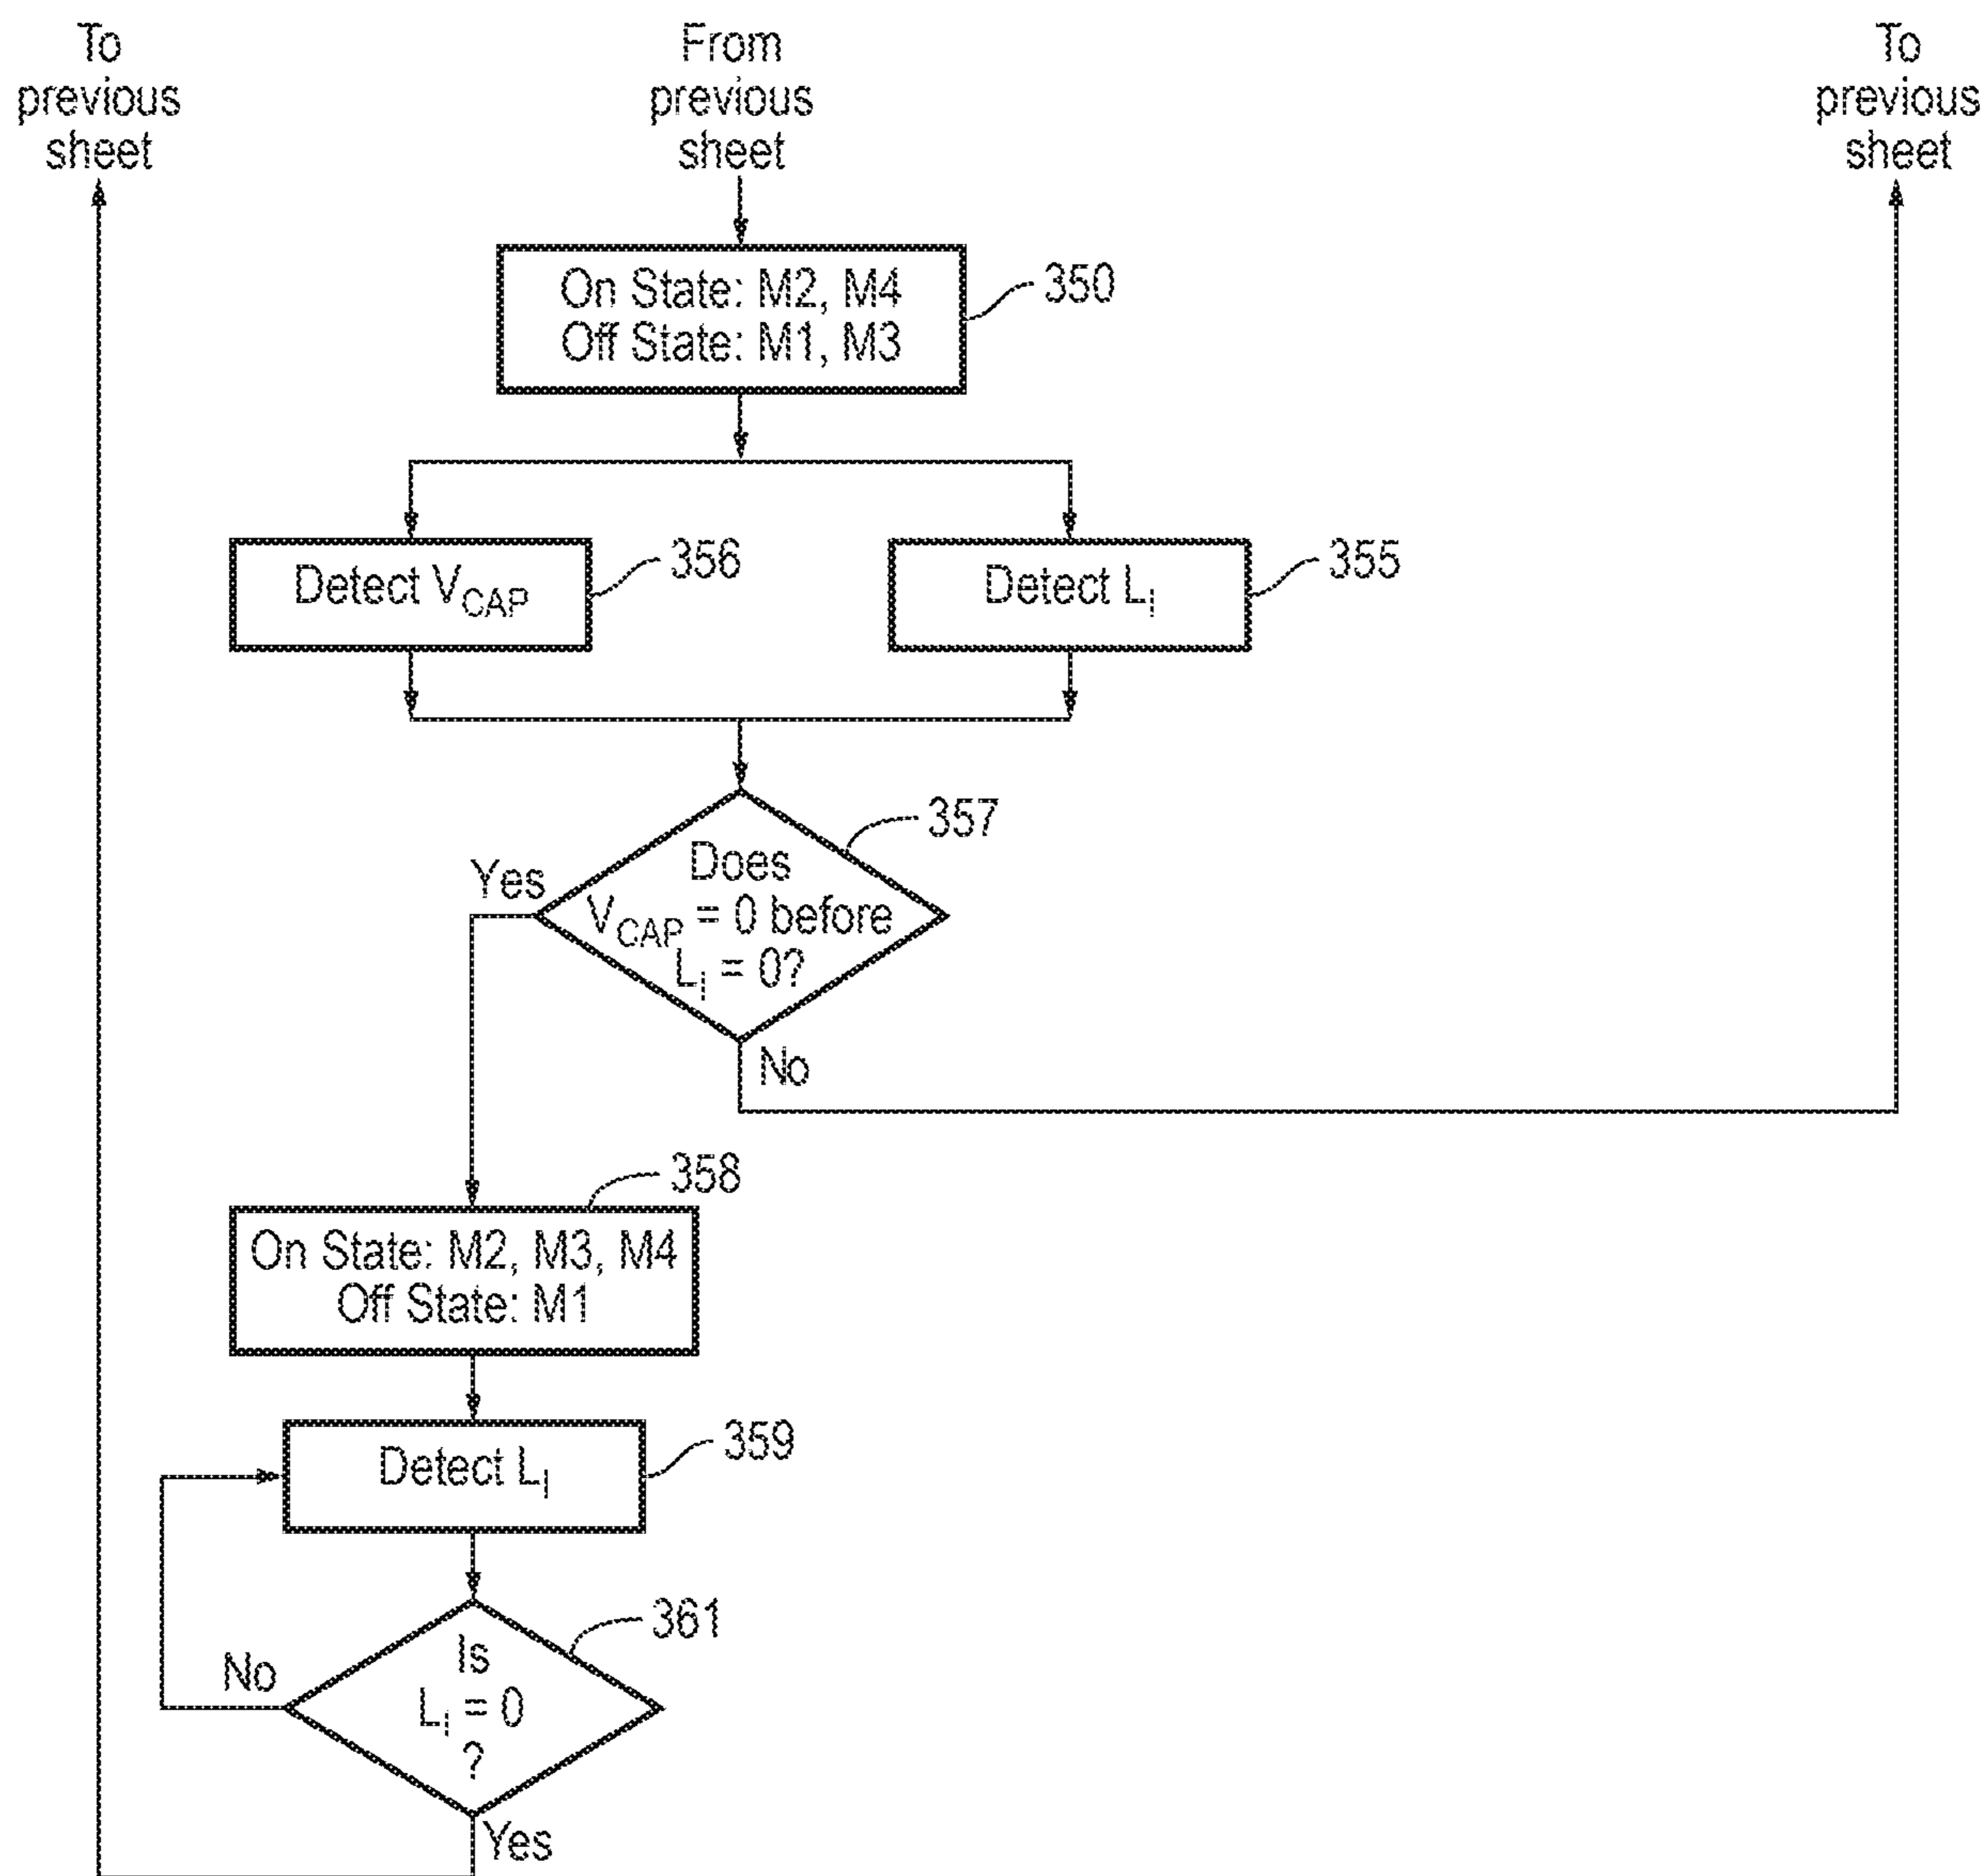 To
previous
sheet
From
previous
sheet
To
previous
sheet
On State: M2, M4
Off State: M1, M3
350
Detect VCAP
356
Detect Li
355
357
Does
VCAP = 0 before
Li = 0?
Yes
No
358
On State: M2, M3, M4
Off State: M1
Detect Li
359
361
Is
Li = 0
?
No
Yes